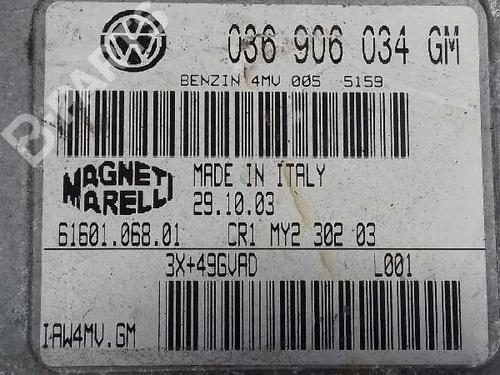 036 906 034 GM
BENZIN 4MV 005 5159
MAGNETI MADE IN ITALY
MARELLI 29.10.03
61601.068.01 CR1 MY2 302 03
3X+49GVAD L001
IAW4MV.GM